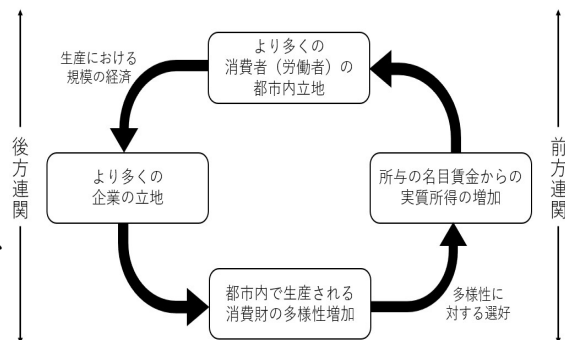 生産における
規模の経済
より多くの
消費者（労働者）の
都市内立地
後方連関
より多くの
企業の立地
所与の名目賃金からの
実質所得の増加
前方連関
都市内で生産される
消費財の多様性増加
多様性に
対する選好